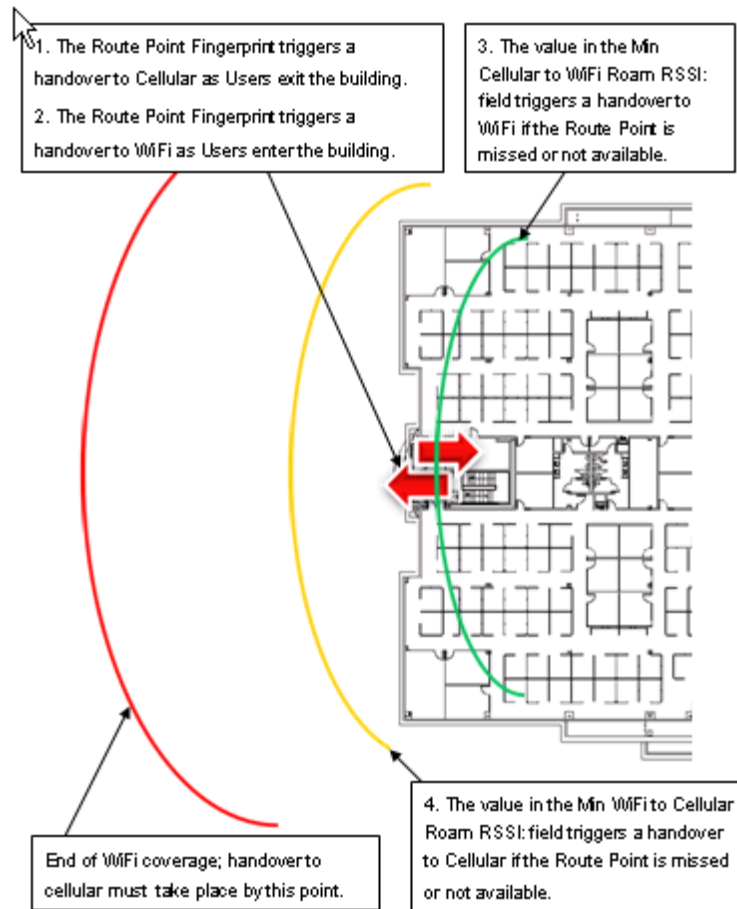 1. The Route Point Fingerprint triggers a
handover to Cellular as Users exit the building.
2. The Route Point Fingerprint triggers a
handover to WiFi as Users enter the building.
3. The value in the Min
Cellular to WiFi Roam RSSI:
field triggers a handover to
WiFi if the Route Point is
missed or not available.
End of WiFi coverage; handover to
cellular must take place by this point.
4. The value in the Min WiFi to Cellular
Roam RSSI: field triggers a handover
to Cellular if the Route Point is missed
or not available.